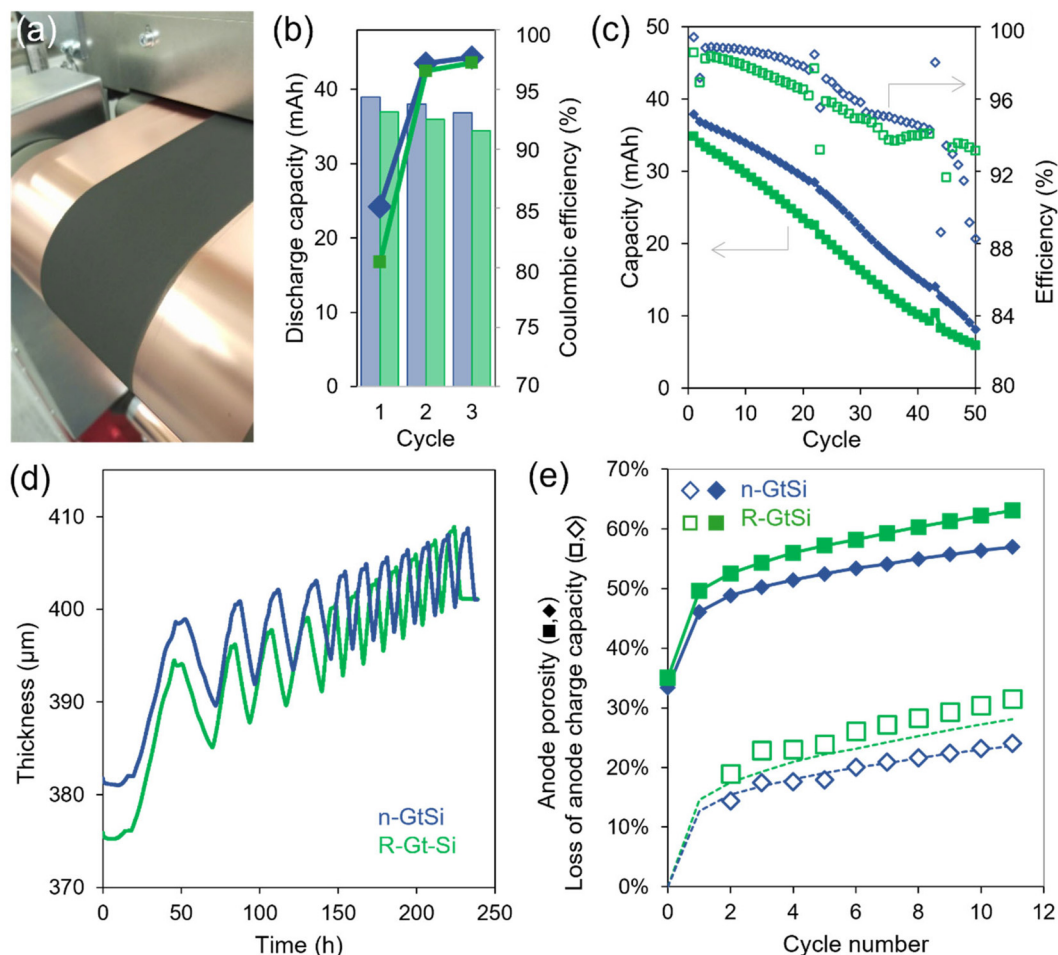 (a)
(b)
Discharge capacity (mAh)
40
30
20
10
0
1 2 3
Cycle
100
95
90
85
80
75
70
Coulombic efficiency (%)
(c)
Capacity (mAh)
50
40
30
20
10
0
0 10 20 30 40 50
Cycle
100
96
92
88
84
80
Efficiency (%)
(d)
Thickness (µm)
410
400
390
380
370
0 50 100 150 200 250
Time (h)
n-GtSi
R-Gt-Si
(e)
Anode porosity (■,◆)
Loss of anode charge capacity (□,◇)
70%
60%
50%
40%
30%
20%
10%
0%
0 2 4 6 8 10 12
Cycle number
n-GtSi
R-GtSi